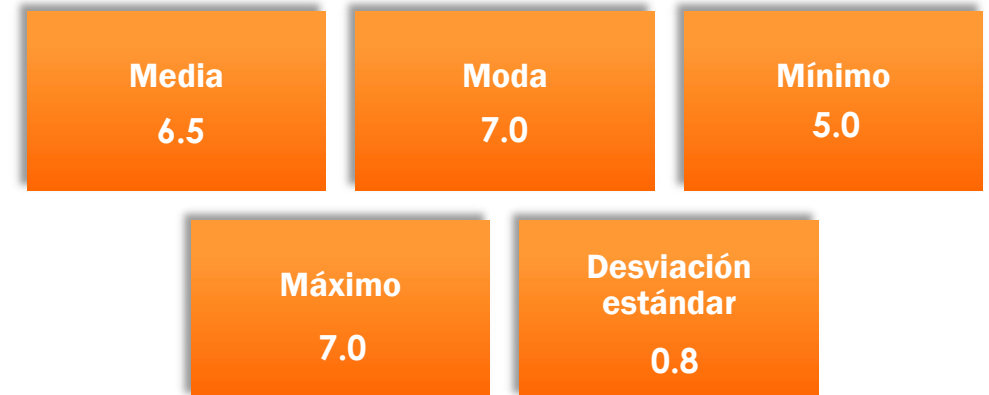 Media
6.5
Moda
7.0
Mínimo
5.0
Máximo
7.0
Desviación
estándar
0.8